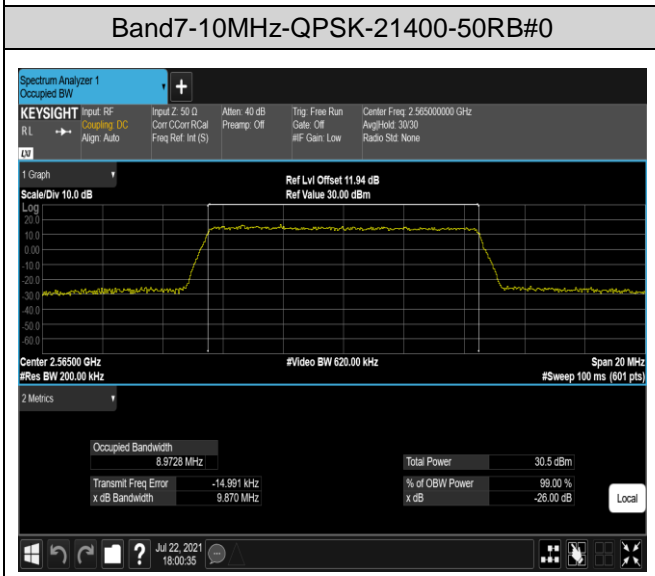 Band7-10MHz-QPSK-21400-50RB#0
Spectrum Analyzer 1
Occupied BW
+
KEYSIGHT Input: RF Input Z: 50 Ω Atten: 40 dB Trig: Free Run Center Freq: 2.565000000 GHz
RL Coupling: DC Corr CCorr RCal Preamp: Off Gate: Off Avg|Hold: 30/30
Align: Auto Freq Ref: Int (S) #IF Gain: Low Radio Std: None
LXI
1 Graph Ref Lvl Offset 11.94 dB
Scale/Div 10.0 dB Ref Value 30.00 dBm
Log
20.0
10.0
0.00
-10.0
-20.0
-30.0
-40.0
-50.0
-60.0
Center 2.56500 GHz #Video BW 620.00 kHz Span 20 MHz
#Res BW 200.00 kHz #Sweep 100 ms (601 pts)
2 Metrics
Occupied Bandwidth
8.9728 MHz Total Power 30.5 dBm
Transmit Freq Error -14.991 kHz % of OBW Power 99.00 %
x dB Bandwidth 9.870 MHz x dB -26.00 dB
Local
? Jul 22, 2021
18:00:35